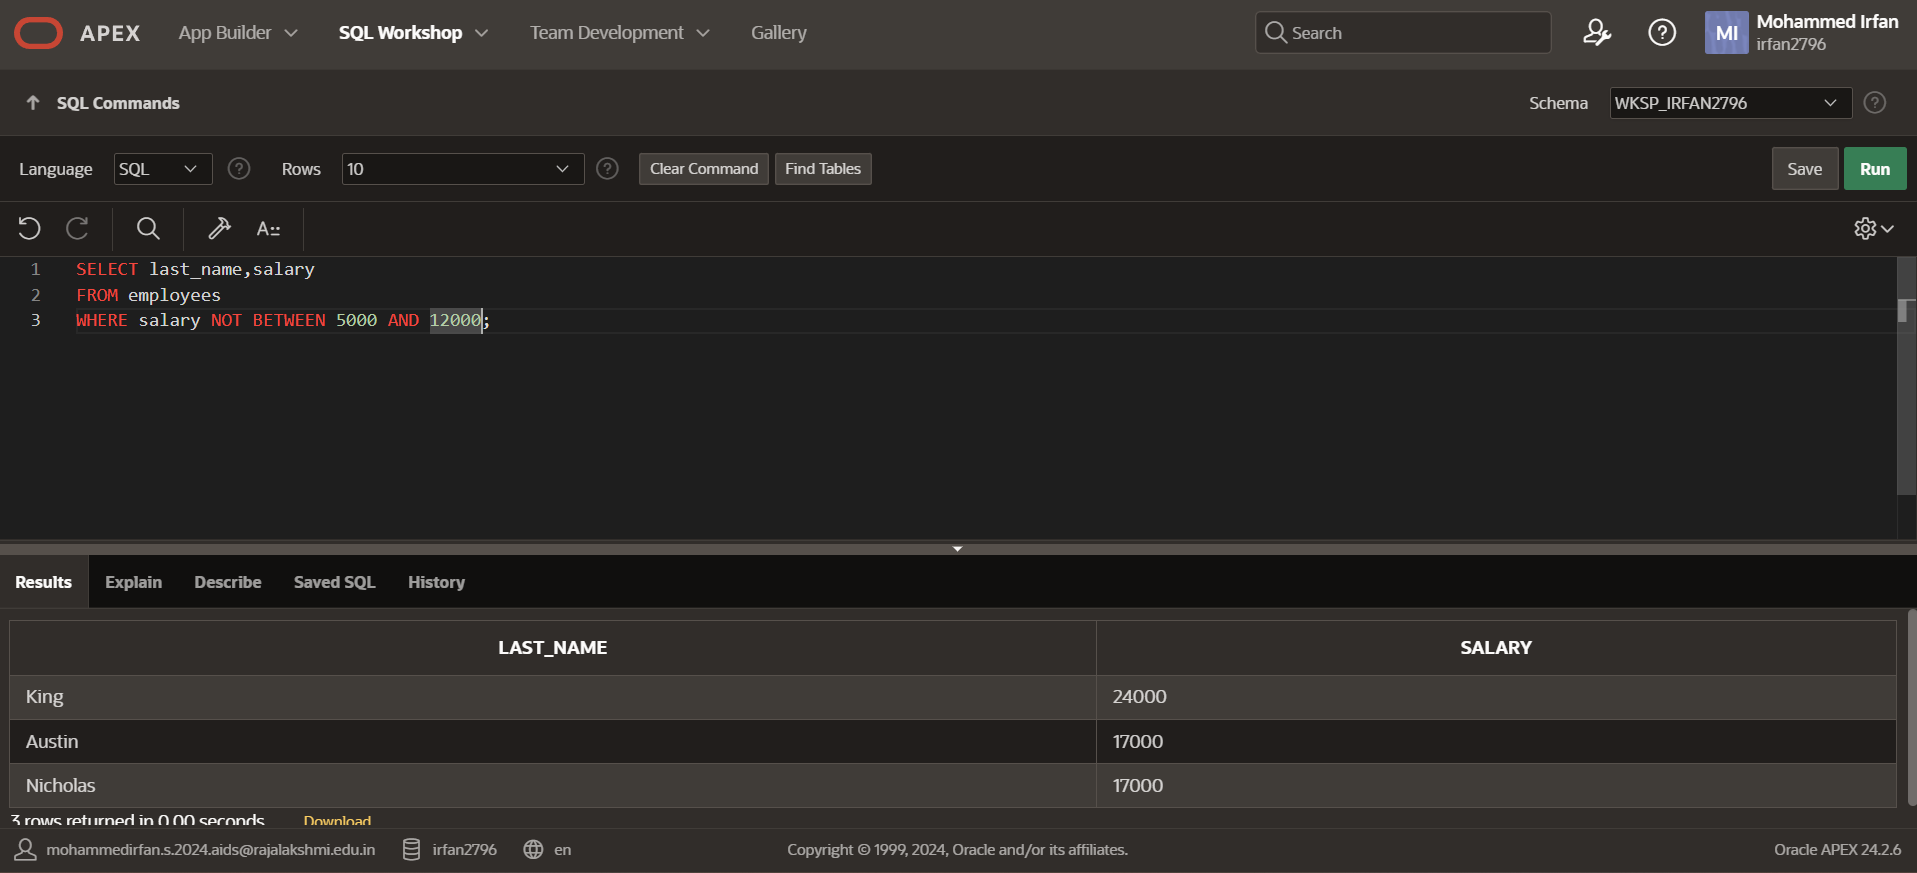 APEX App Builder SQL Workshop Team Development Gallery Search MI Mohammed Irfan
irfan2796
SQL Commands Schema WKSP_IRFAN2796 ?
Language SQL ? Rows 10 ? Clear Command Find Tables Save Run
A::
1 SELECT last_name,salary
2 FROM employees
3 WHERE salary NOT BETWEEN 5000 AND 12000;
Results Explain Describe Saved SQL History
LAST_NAME SALARY
King 24000
Austin 17000
Nicholas 17000
3 rows returned in 0.00 seconds Download
mohammedirfan.s.2024.aids@rajalakshmi.edu.in irfan2796 en Copyright © 1999, 2024, Oracle and/or its affiliates. Oracle APEX 24.2.6